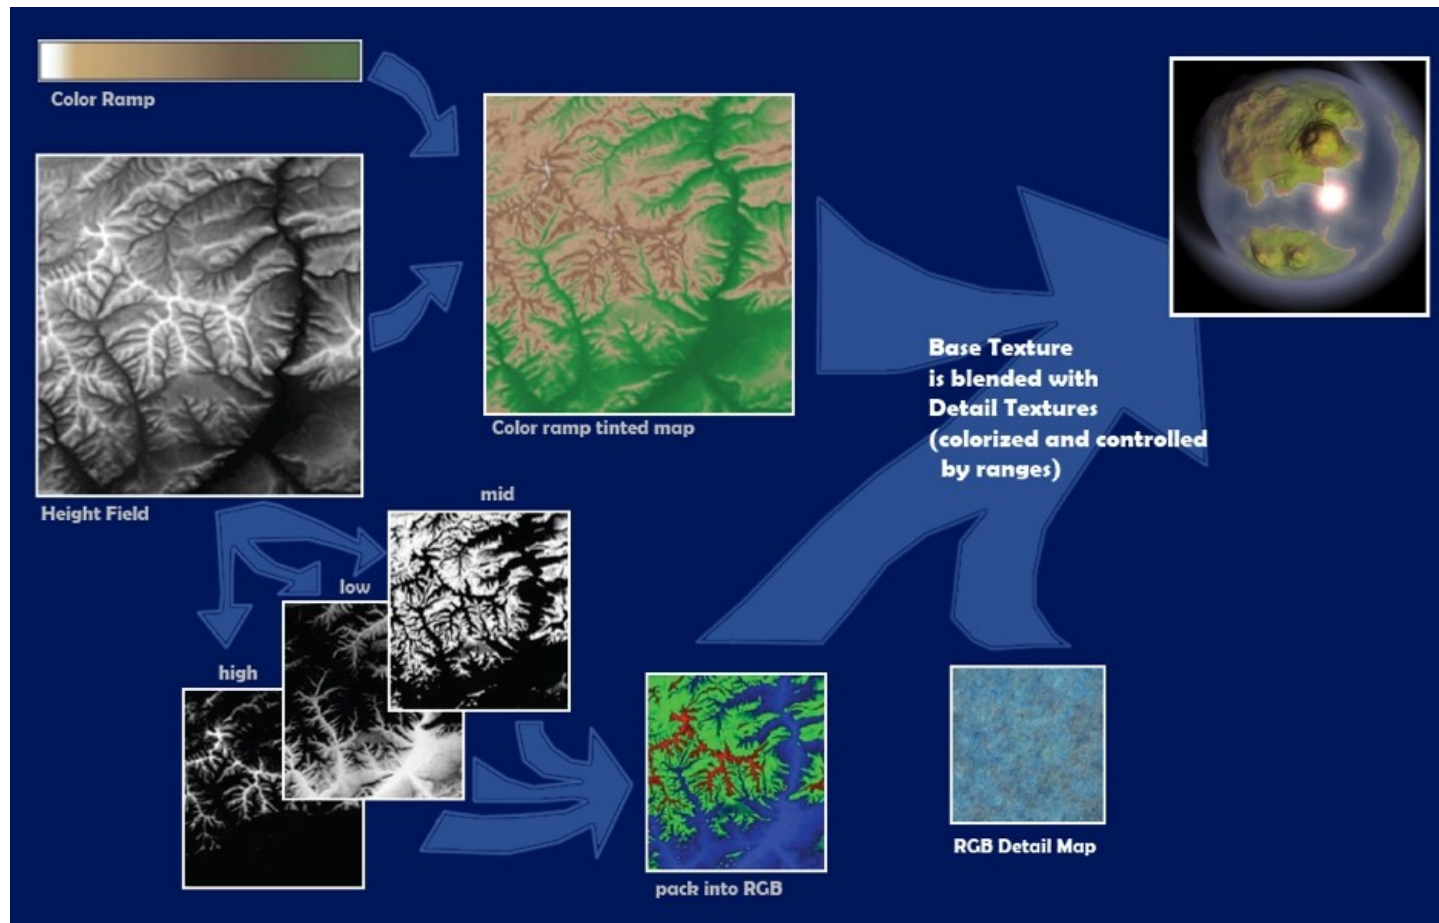 Color Ramp
Color ramp tinted map
Base Texture
is blended with
Detail Textures
(colorized and controlled
by ranges)
Height Field
mid
low
high
pack into RGB
RGB Detail Map